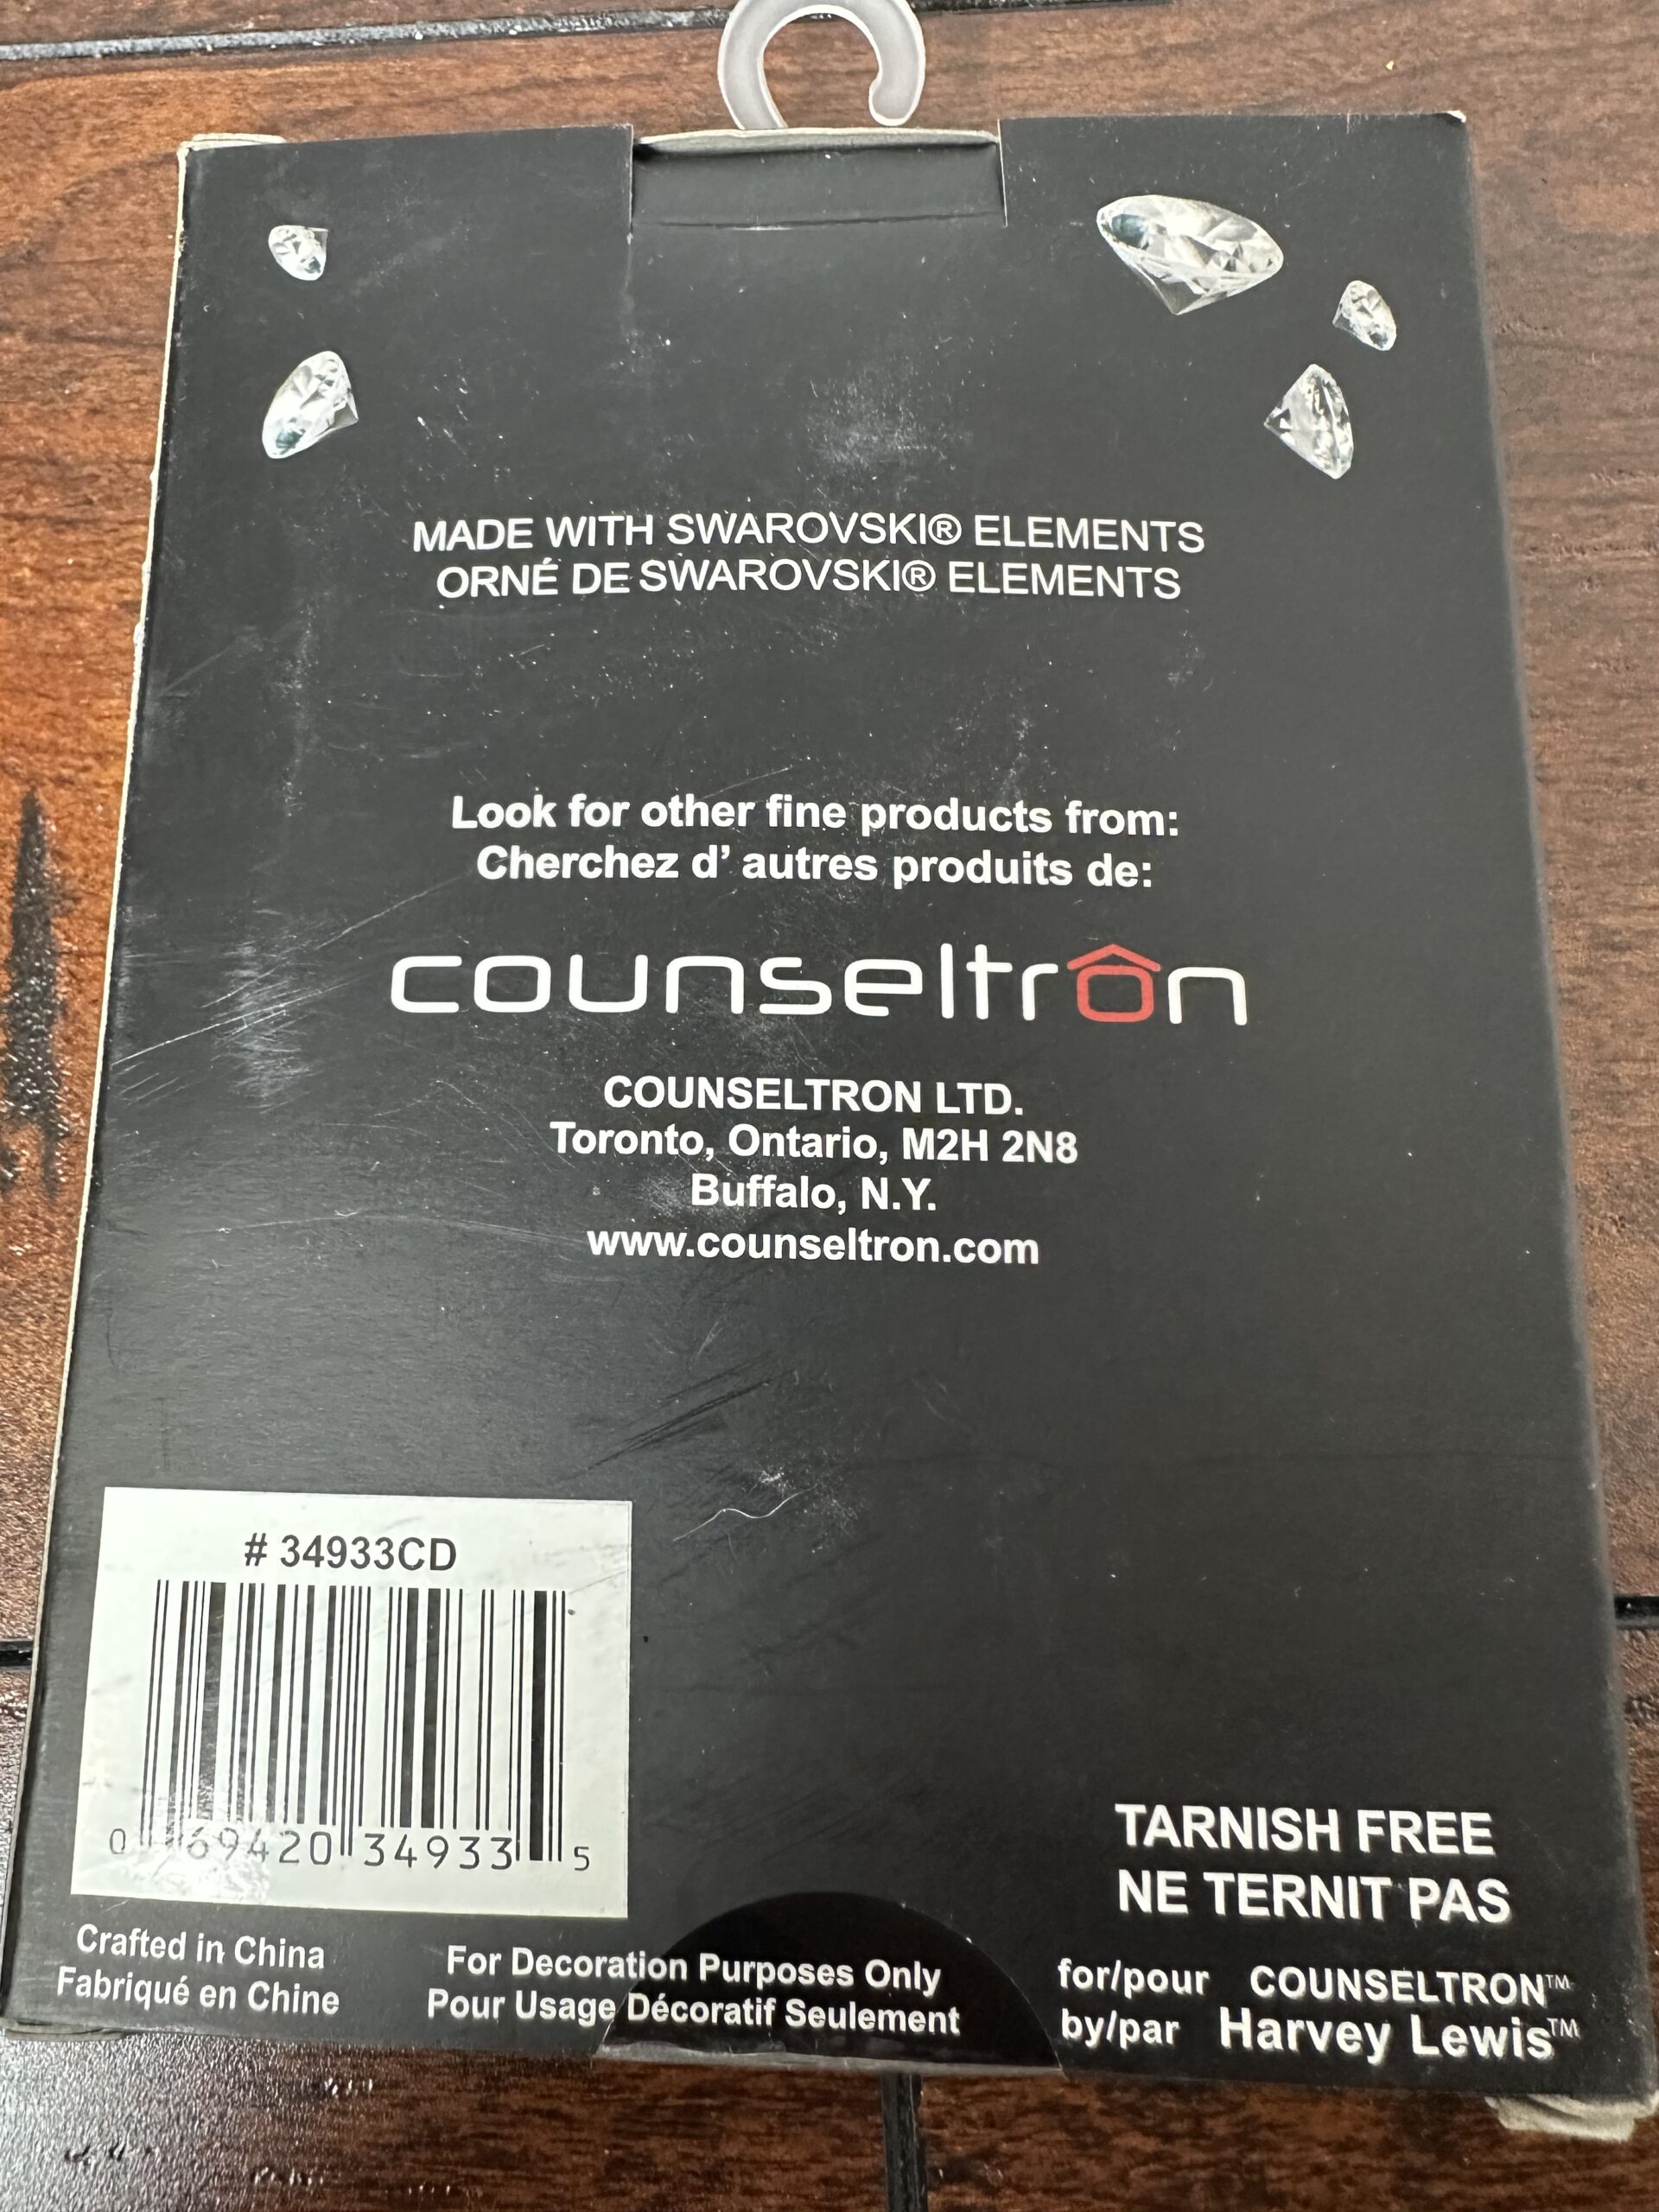 MADE WITH SWAROVSKI® ELEMENTS
ORNÉ DE SWAROVSKI® ELEMENTS
Look for other fine products from:
Cherchez d' autres produits de:
counseltrôn
COUNSELTRON LTD.
Toronto, Ontario, M2H 2N8
Buffalo, N.Y.
www.counseltron.com
# 34933CD
0 69420 34933 5
TARNISH FREE
NE TERNIT PAS
Crafted in China
Fabriqué en Chine
For Decoration Purposes Only
Pour Usage Décoratif Seulement
for/pour COUNSELTRON™
by/par Harvey Lewis™